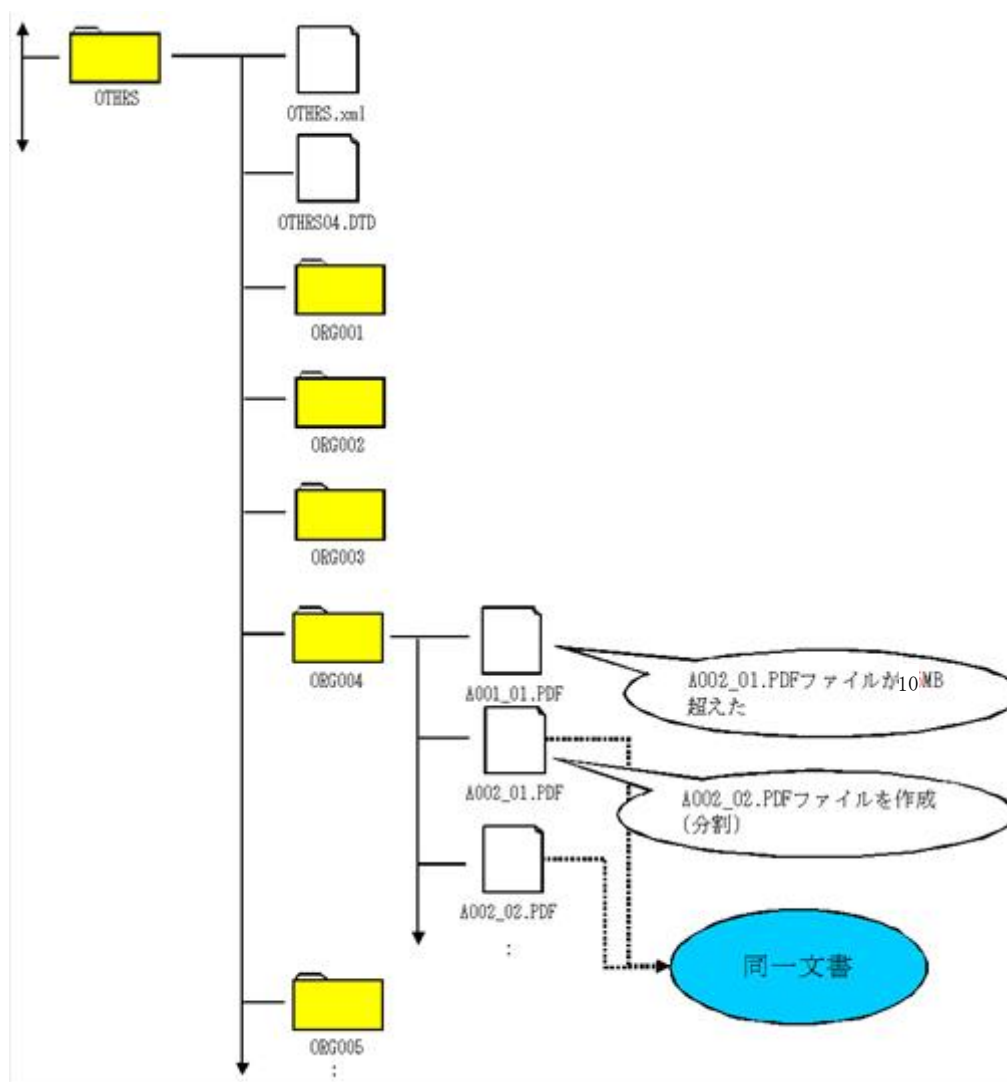 OTHRS
OTHRS.xml
OTHRS04.DTD
ORG001
ORG002
ORG003
ORG004
A001_01.PDF
A002_01.PDFファイルが10MB
超えた
A002_01.PDF
A002_02.PDFファイルを作成
(分割)
A002_02.PDF
:
同一文書
ORG005
: